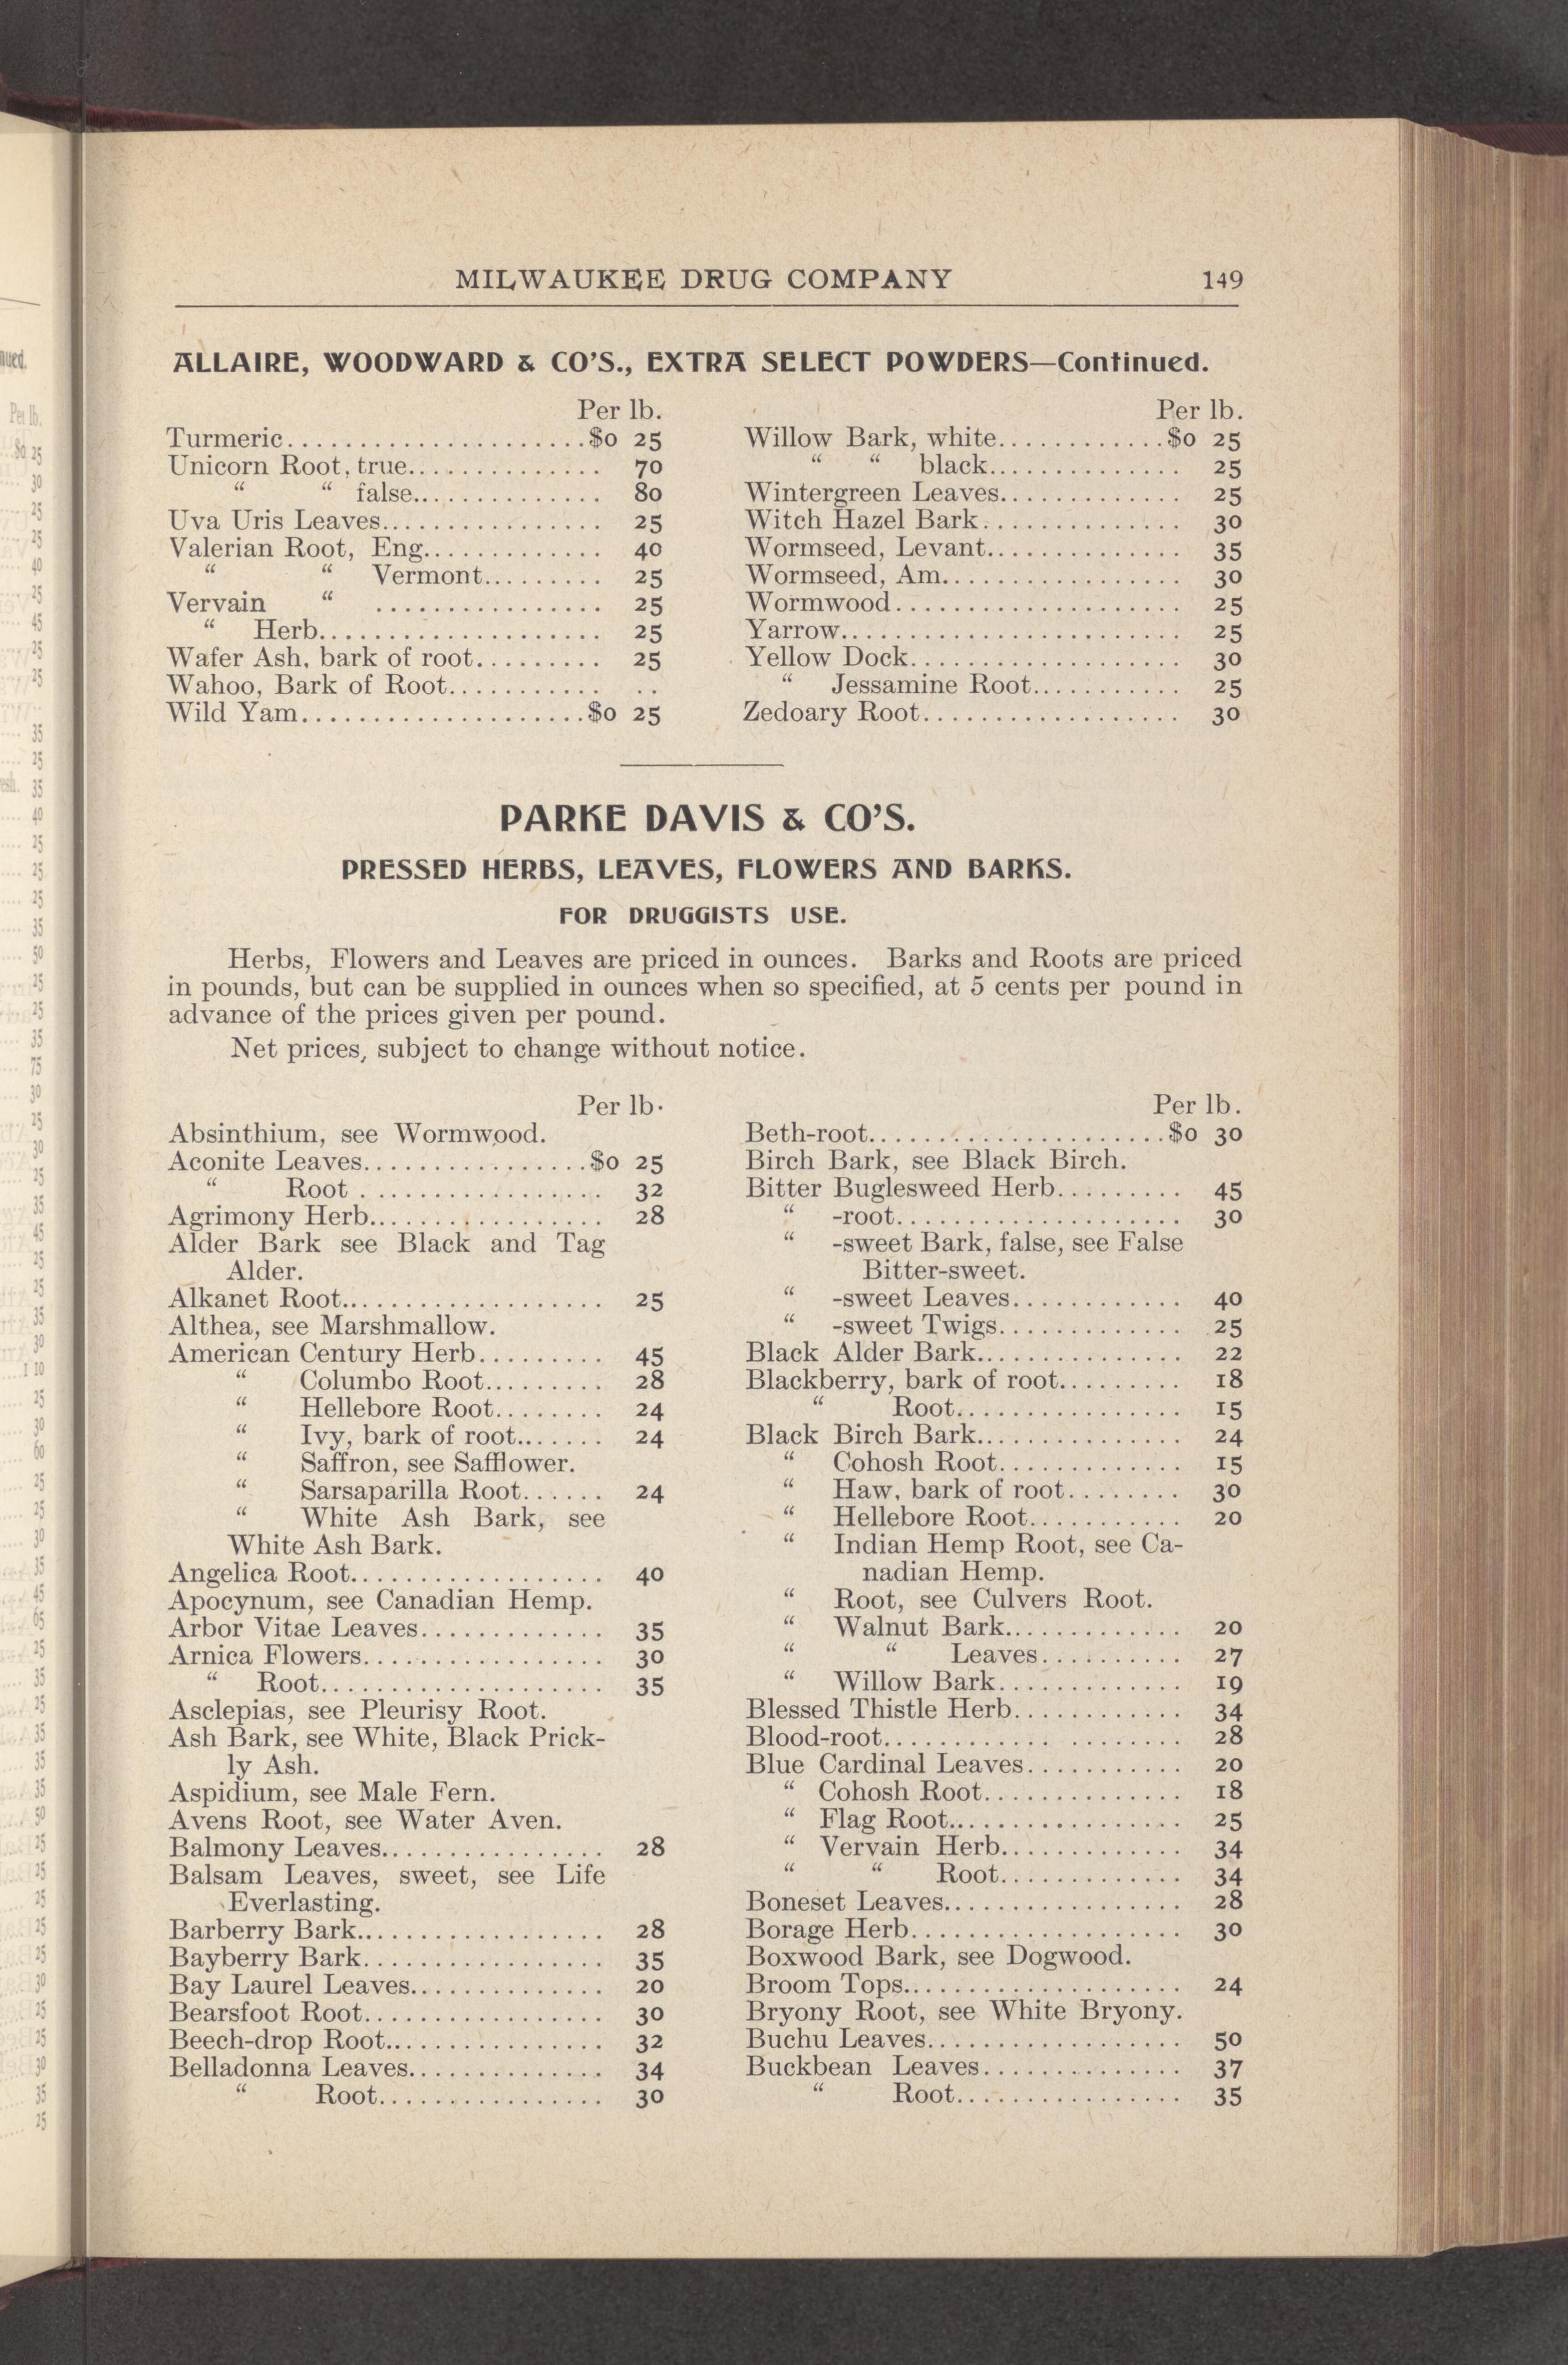 MILWAUKEE DRUG COMPANY 149
ALLAIRE, WOODWARD & CO'S., EXTRA SELECT POWDERS—Continued.
Per lb.
Turmeric.....................$0 25
Unicorn Root, true.............. 70
“ “ false.............. 80
Uva Uris Leaves................ 25
Valerian Root, Eng............. 40
“ “ Vermont......... 25
Vervain “ ................ 25
“ Herb.................... 25
Wafer Ash, bark of root......... 25
Wahoo, Bark of Root........... ..
Wild Yam....................$0 25
Per lb.
Willow Bark, white............$0 25
“ “ black.............. 25
Wintergreen Leaves............. 25
Witch Hazel Bark.............. 30
Wormseed, Levant.............. 35
Wormseed, Am................. 30
Wormwood.................... 25
Yarrow........................ 25
Yellow Dock................... 30
“ Jessamine Root........... 25
Zedoary Root.................. 30
PARKE DAVIS & CO'S.
PRESSED HERBS, LEAVES, FLOWERS AND BARKS.
FOR DRUGGISTS USE.
Herbs, Flowers and Leaves are priced in ounces. Barks and Roots are priced
in pounds, but can be supplied in ounces when so specified, at 5 cents per pound in
advance of the prices given per pound.
Net prices, subject to change without notice.
Per lb.
Absinthium, see Wormwood.
Aconite Leaves................$0 25
“ Root.................. 32
Agrimony Herb................. 28
Alder Bark see Black and Tag
Alder.
Alkanet Root................... 25
Althea, see Marshmallow.
American Century Herb......... 45
“ Columbo Root......... 28
“ Hellebore Root........ 24
“ Ivy, bark of root....... 24
“ Saffron, see Safflower.
“ Sarsaparilla Root...... 24
“ White Ash Bark, see
White Ash Bark.
Angelica Root.................. 40
Apocynum, see Canadian Hemp.
Arbor Vitae Leaves............. 35
Arnica Flowers................. 30
“ Root.................... 35
Asclepias, see Pleurisy Root.
Ash Bark, see White, Black Prick-
ly Ash.
Aspidium, see Male Fern.
Avens Root, see Water Aven.
Balmony Leaves................ 28
Balsam Leaves, sweet, see Life
Everlasting.
Barberry Bark.................. 28
Bayberry Bark................. 35
Bay Laurel Leaves.............. 20
Bearsfoot Root................. 30
Beech-drop Root................ 32
Belladonna Leaves.............. 34
“ Root................ 30
Per lb.
Beth-root.....................$0 30
Birch Bark, see Black Birch.
Bitter Buglesweed Herb......... 45
“ -root.................... 30
“ -sweet Bark, false, see False
Bitter-sweet.
“ -sweet Leaves............ 40
“ -sweet Twigs............. 25
Black Alder Bark............... 22
Blackberry, bark of root......... 18
“ Root................ 15
Black Birch Bark............... 24
“ Cohosh Root............. 15
“ Haw, bark of root........ 30
“ Hellebore Root........... 20
“ Indian Hemp Root, see Ca-
nadian Hemp.
“ Root, see Culvers Root.
“ Walnut Bark............. 20
“ “ Leaves.......... 27
“ Willow Bark............. 19
Blessed Thistle Herb............ 34
Blood-root............ ........ 28
Blue Cardinal Leaves........... 20
“ Cohosh Root.............. 18
“ Flag Root................. 25
“ Vervain Herb............. 34
“ “ Root............. 34
Boneset Leaves................. 28
Borage Herb................... 30
Boxwood Bark, see Dogwood.
Broom Tops.................... 24
Bryony Root, see White Bryony.
Buchu Leaves.................. 50
Buckbean Leaves.............. 37
“ Root................ 35